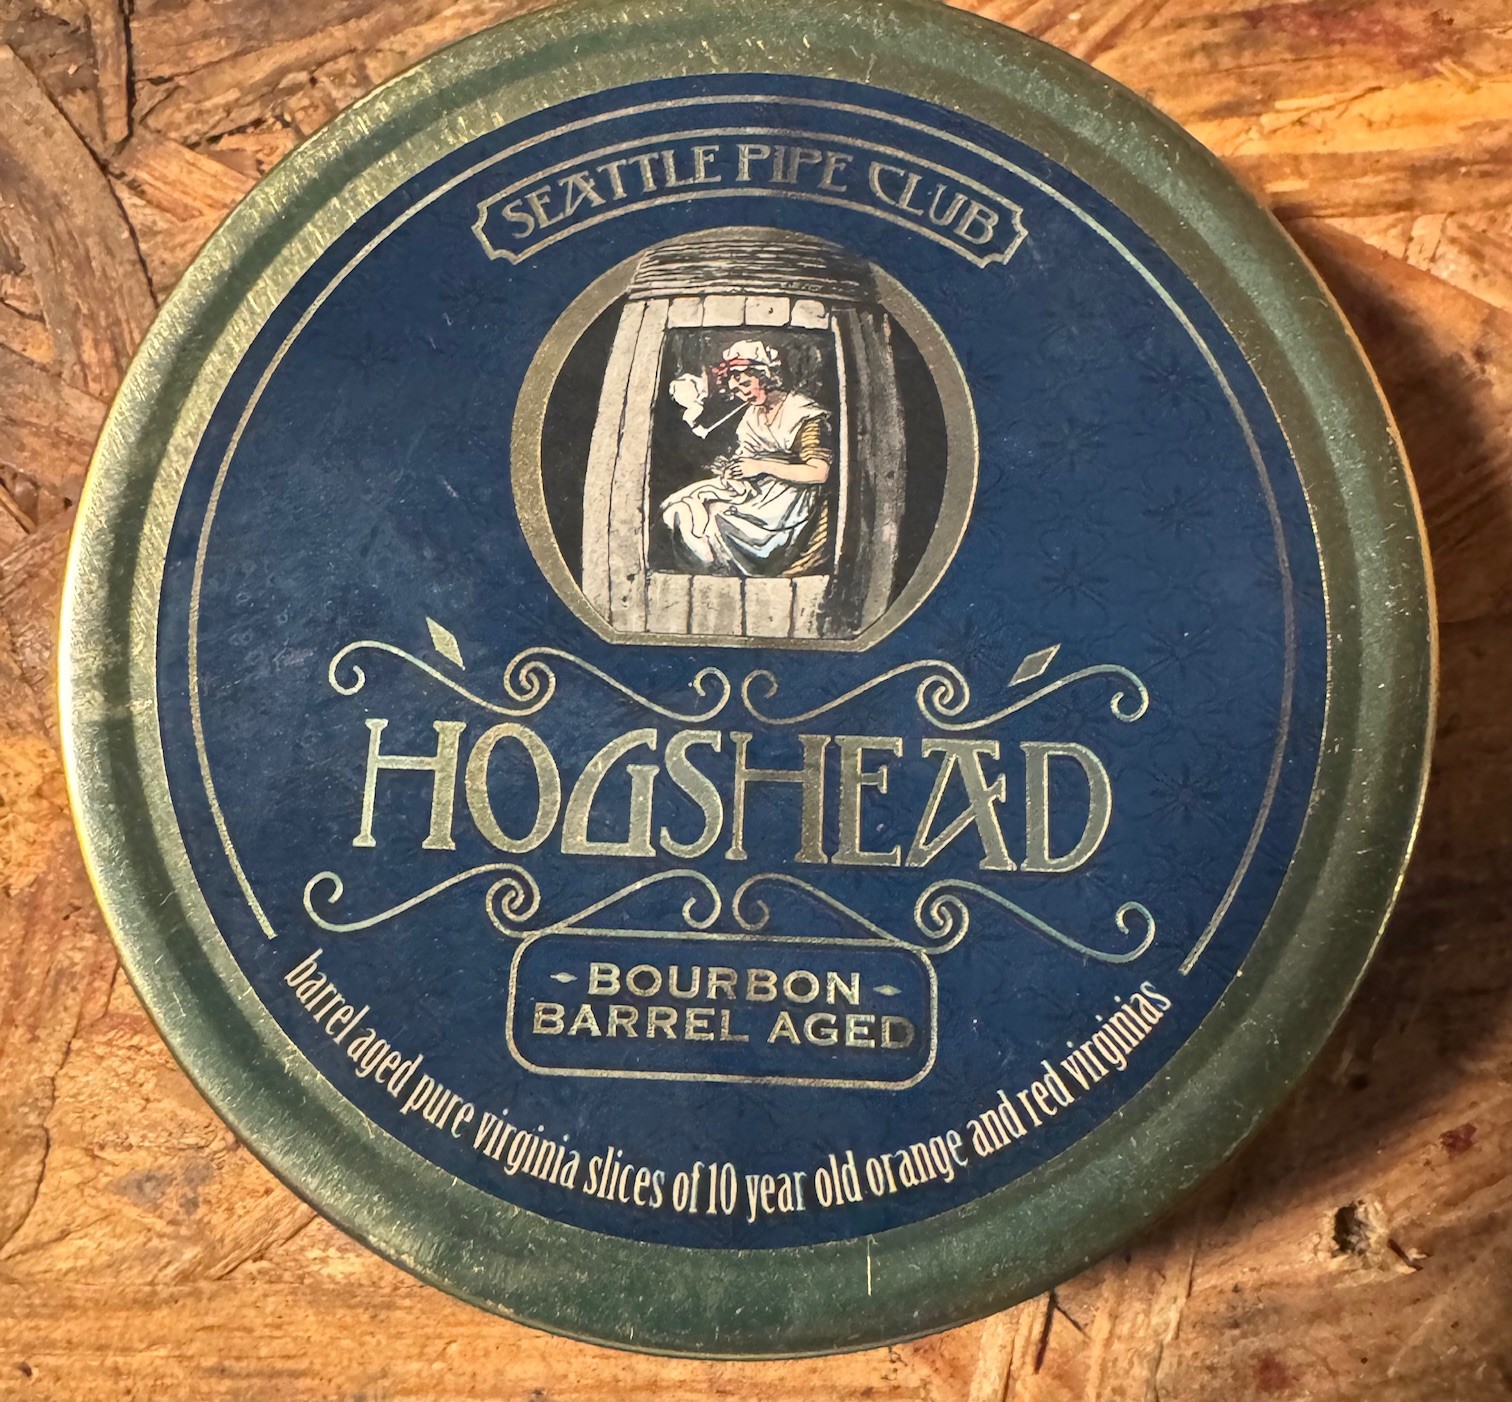 SEATTLE PIPE CLUB
HOGSHEAD
BOURBON
BARREL AGED
barrel aged pure virginia slices of 10 year old orange and red virginias